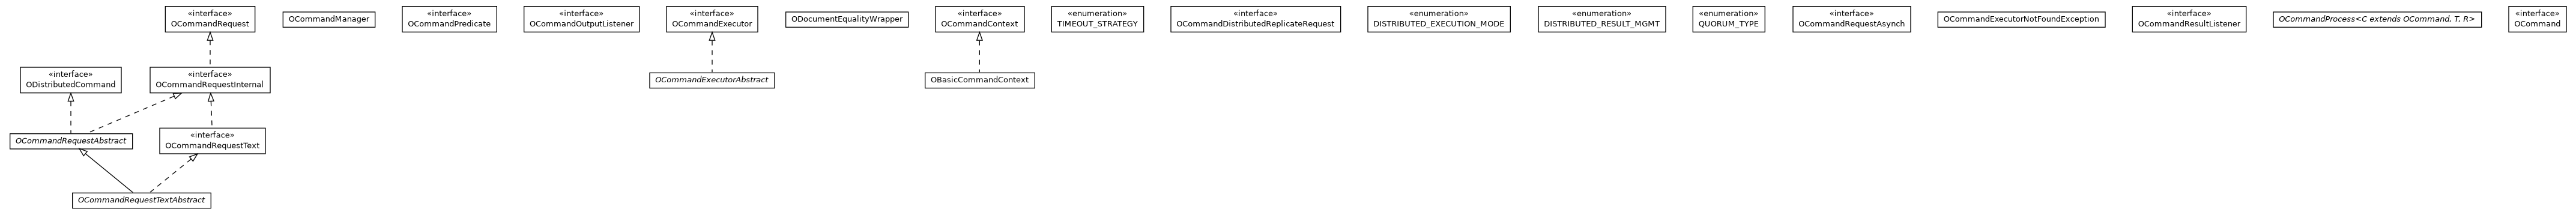 «interface»
OCommandRequest
OCommandManager
«interface»
OCommandPredicate
«interface»
OCommandOutputListener
«interface»
OCommandExecutor
ODocumentEqualityWrapper
«interface»
OCommandContext
«enumeration»
TIMEOUT_STRATEGY
«interface»
OCommandDistributedReplicateRequest
«enumeration»
DISTRIBUTED_EXECUTION_MODE
«enumeration»
DISTRIBUTED_RESULT_MGMT
«enumeration»
QUORUM_TYPE
«interface»
OCommandRequestAsynch
OCommandExecutorNotFoundException
«interface»
OCommandResultListener
OCommandProcess<C extends OCommand, T, R>
«interface»
OCommand
«interface»
ODistributedCommand
«interface»
OCommandRequestInternal
OCommandExecutorAbstract
OBasicCommandContext
OCommandRequestAbstract
«interface»
OCommandRequestText
OCommandRequestTextAbstract